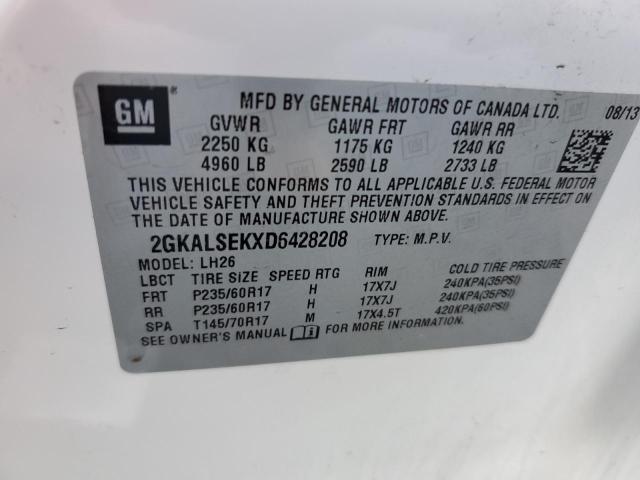 GM
MFD BY GENERAL MOTORS OF CANADA LTD. 08/13
GVWR GAWR FRT GAWR RR
2250 KG 1175 KG 1240 KG
4960 LB 2590 LB 2733 LB
THIS VEHICLE CONFORMS TO ALL APPLICABLE U.S. FEDERAL MOTOR
VEHICLE SAFETY AND THEFT PREVENTION STANDARDS IN EFFECT ON
THE DATE OF MANUFACTURE SHOWN ABOVE.
2GKALSEKXD6428208 TYPE: M.P.V.
MODEL: LH26
LBCT TIRE SIZE SPEED RTG RIM COLD TIRE PRESSURE
FRT P235/60R17 H 17X7J 240KPA(35PSI)
RR P235/60R17 H 17X7J 240KPA(35PSI)
SPA T145/70R17 M 17X4.5T 420KPA(60PSI)
SEE OWNER'S MANUAL FOR MORE INFORMATION.